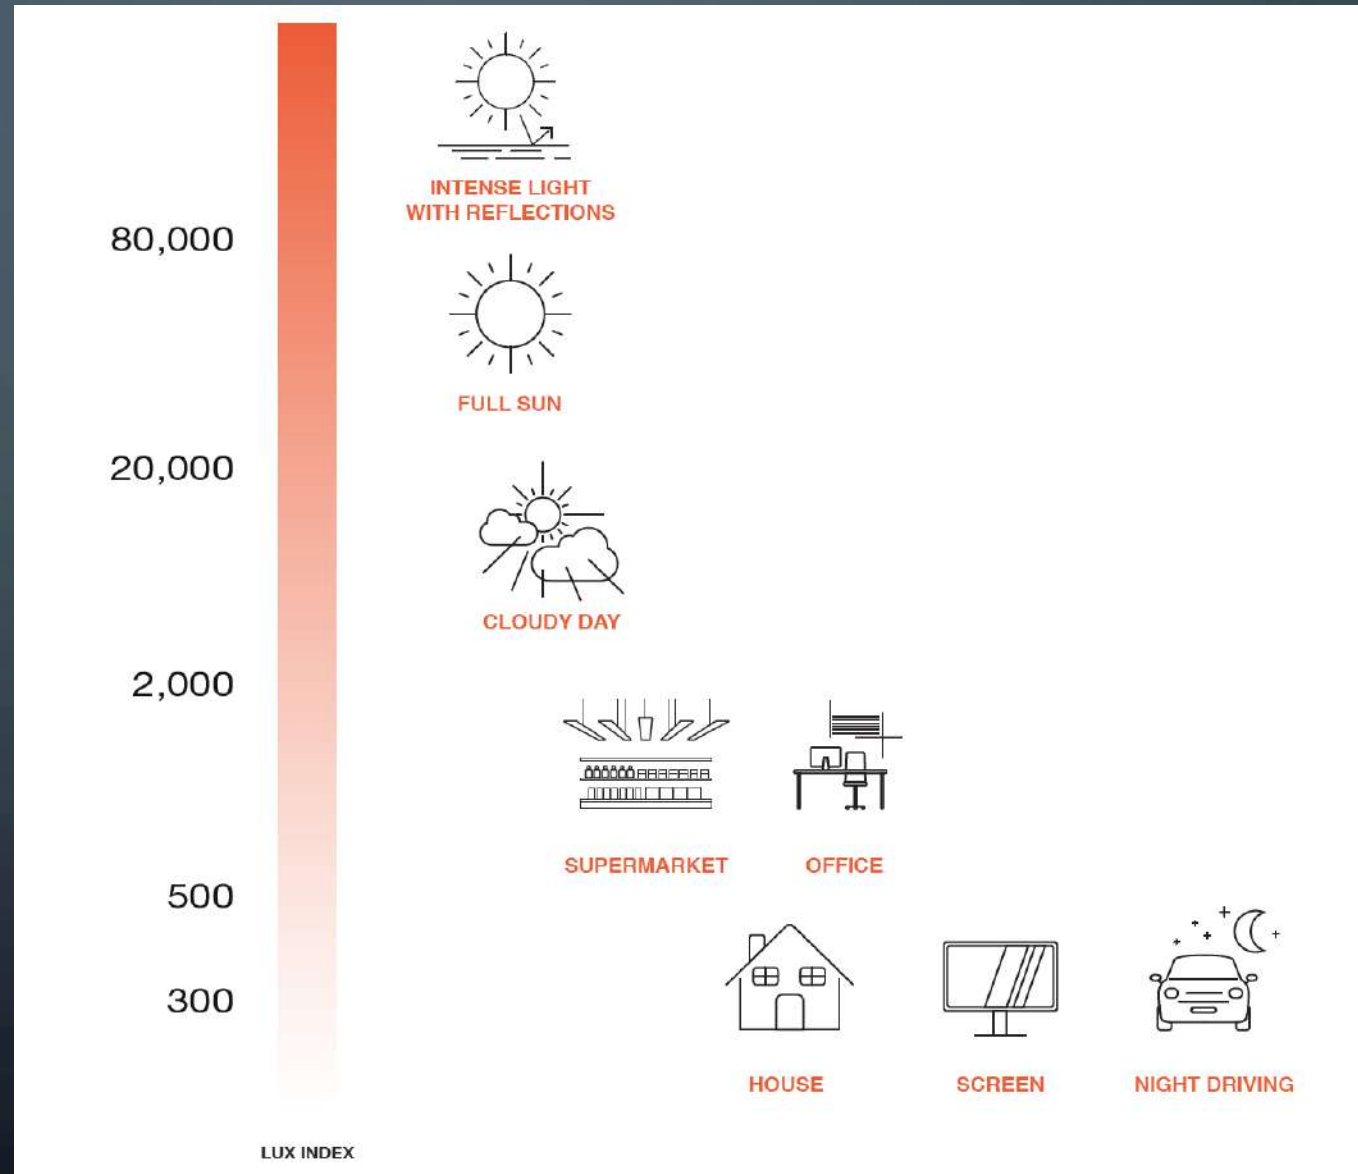 INTENSE LIGHT
WITH REFLECTIONS
80,000
FULL SUN
20,000
CLOUDY DAY
2,000
SUPERMARKET OFFICE
500
300
HOUSE SCREEN NIGHT DRIVING
LUX INDEX